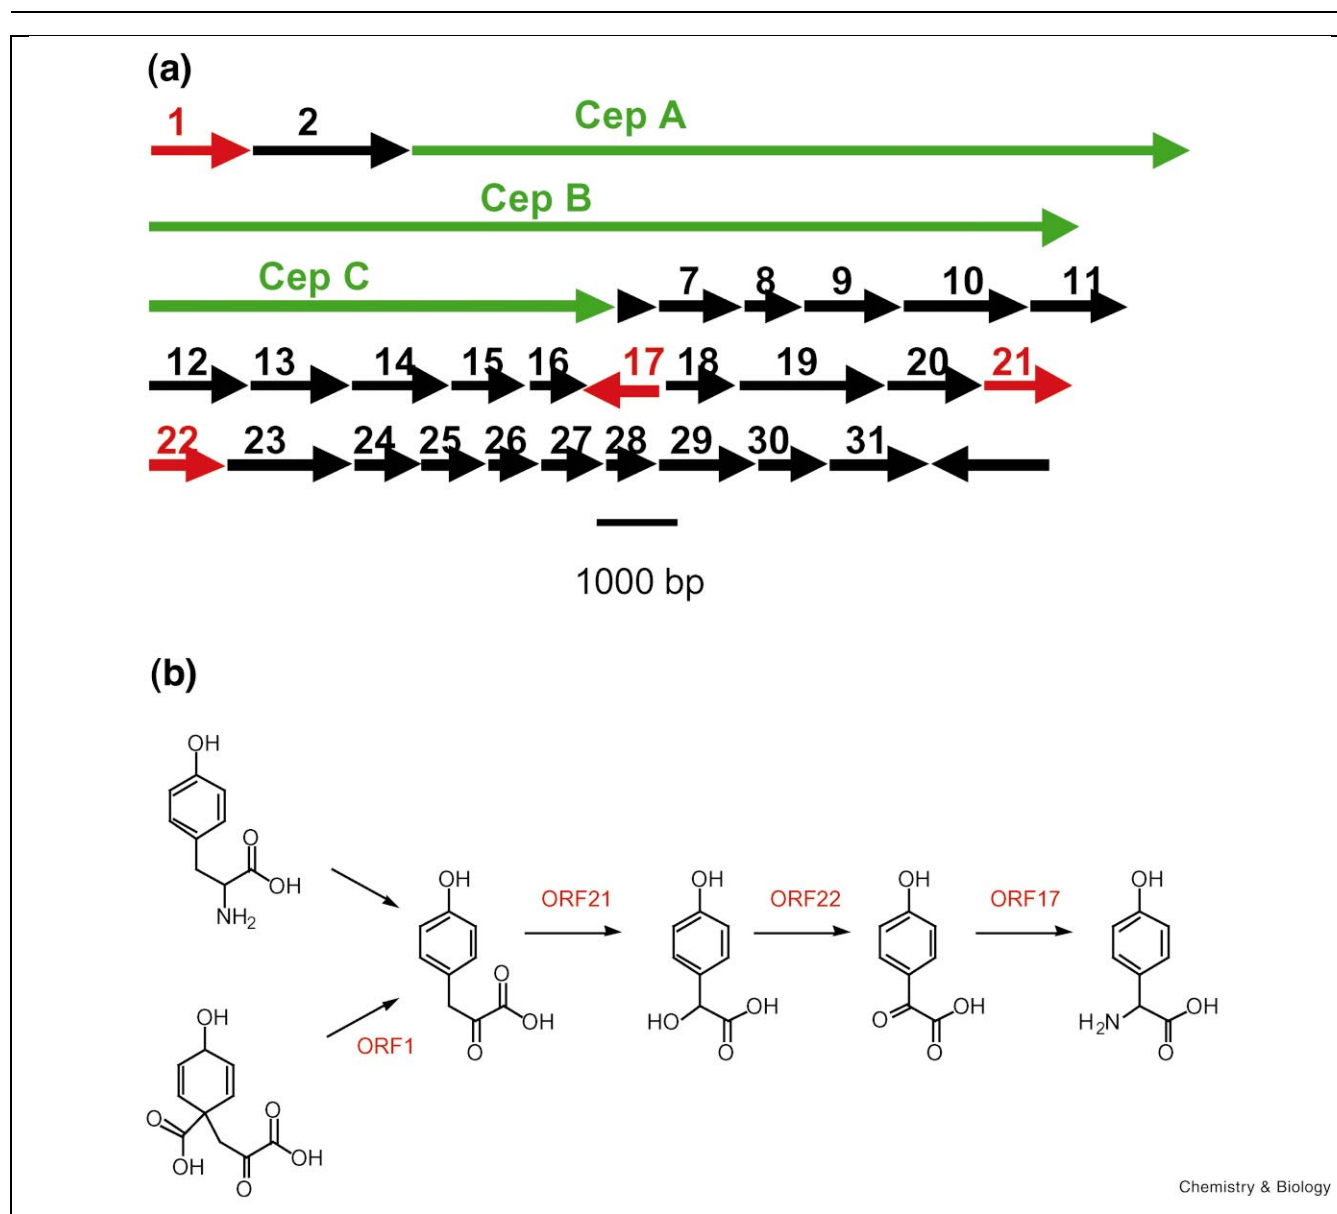 (a)
1 2 Cep A
Cep B
Cep C 7 8 9 10 11
12 13 14 15 16 17 18 19 20 21
22 23 24 25 26 27 28 29 30 31
1000 bp
(b)
OH
O
OH
NH2
OH
O
OH
O
ORF21
OH
HO
OH
O
ORF22
OH
O
OH
O
ORF17
OH
H2N
OH
O
ORF1
OH
O
OH
O
OH
O
Chemistry & Biology